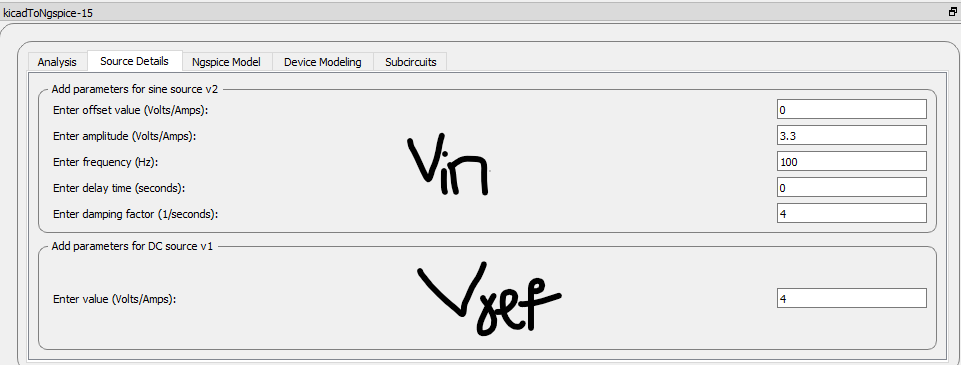 kicadToNgspice-15
Analysis Source Details Ngspice Model Device Modeling Subcircuits
Add parameters for sine source v2
Enter offset value (Volts/Amps): 0
Enter amplitude (Volts/Amps): 3.3
Enter frequency (Hz): 100
Vin
Enter delay time (seconds): 0
Enter damping factor (1/seconds): 4
Add parameters for DC source v1
Enter value (Volts/Amps): 4
Vref